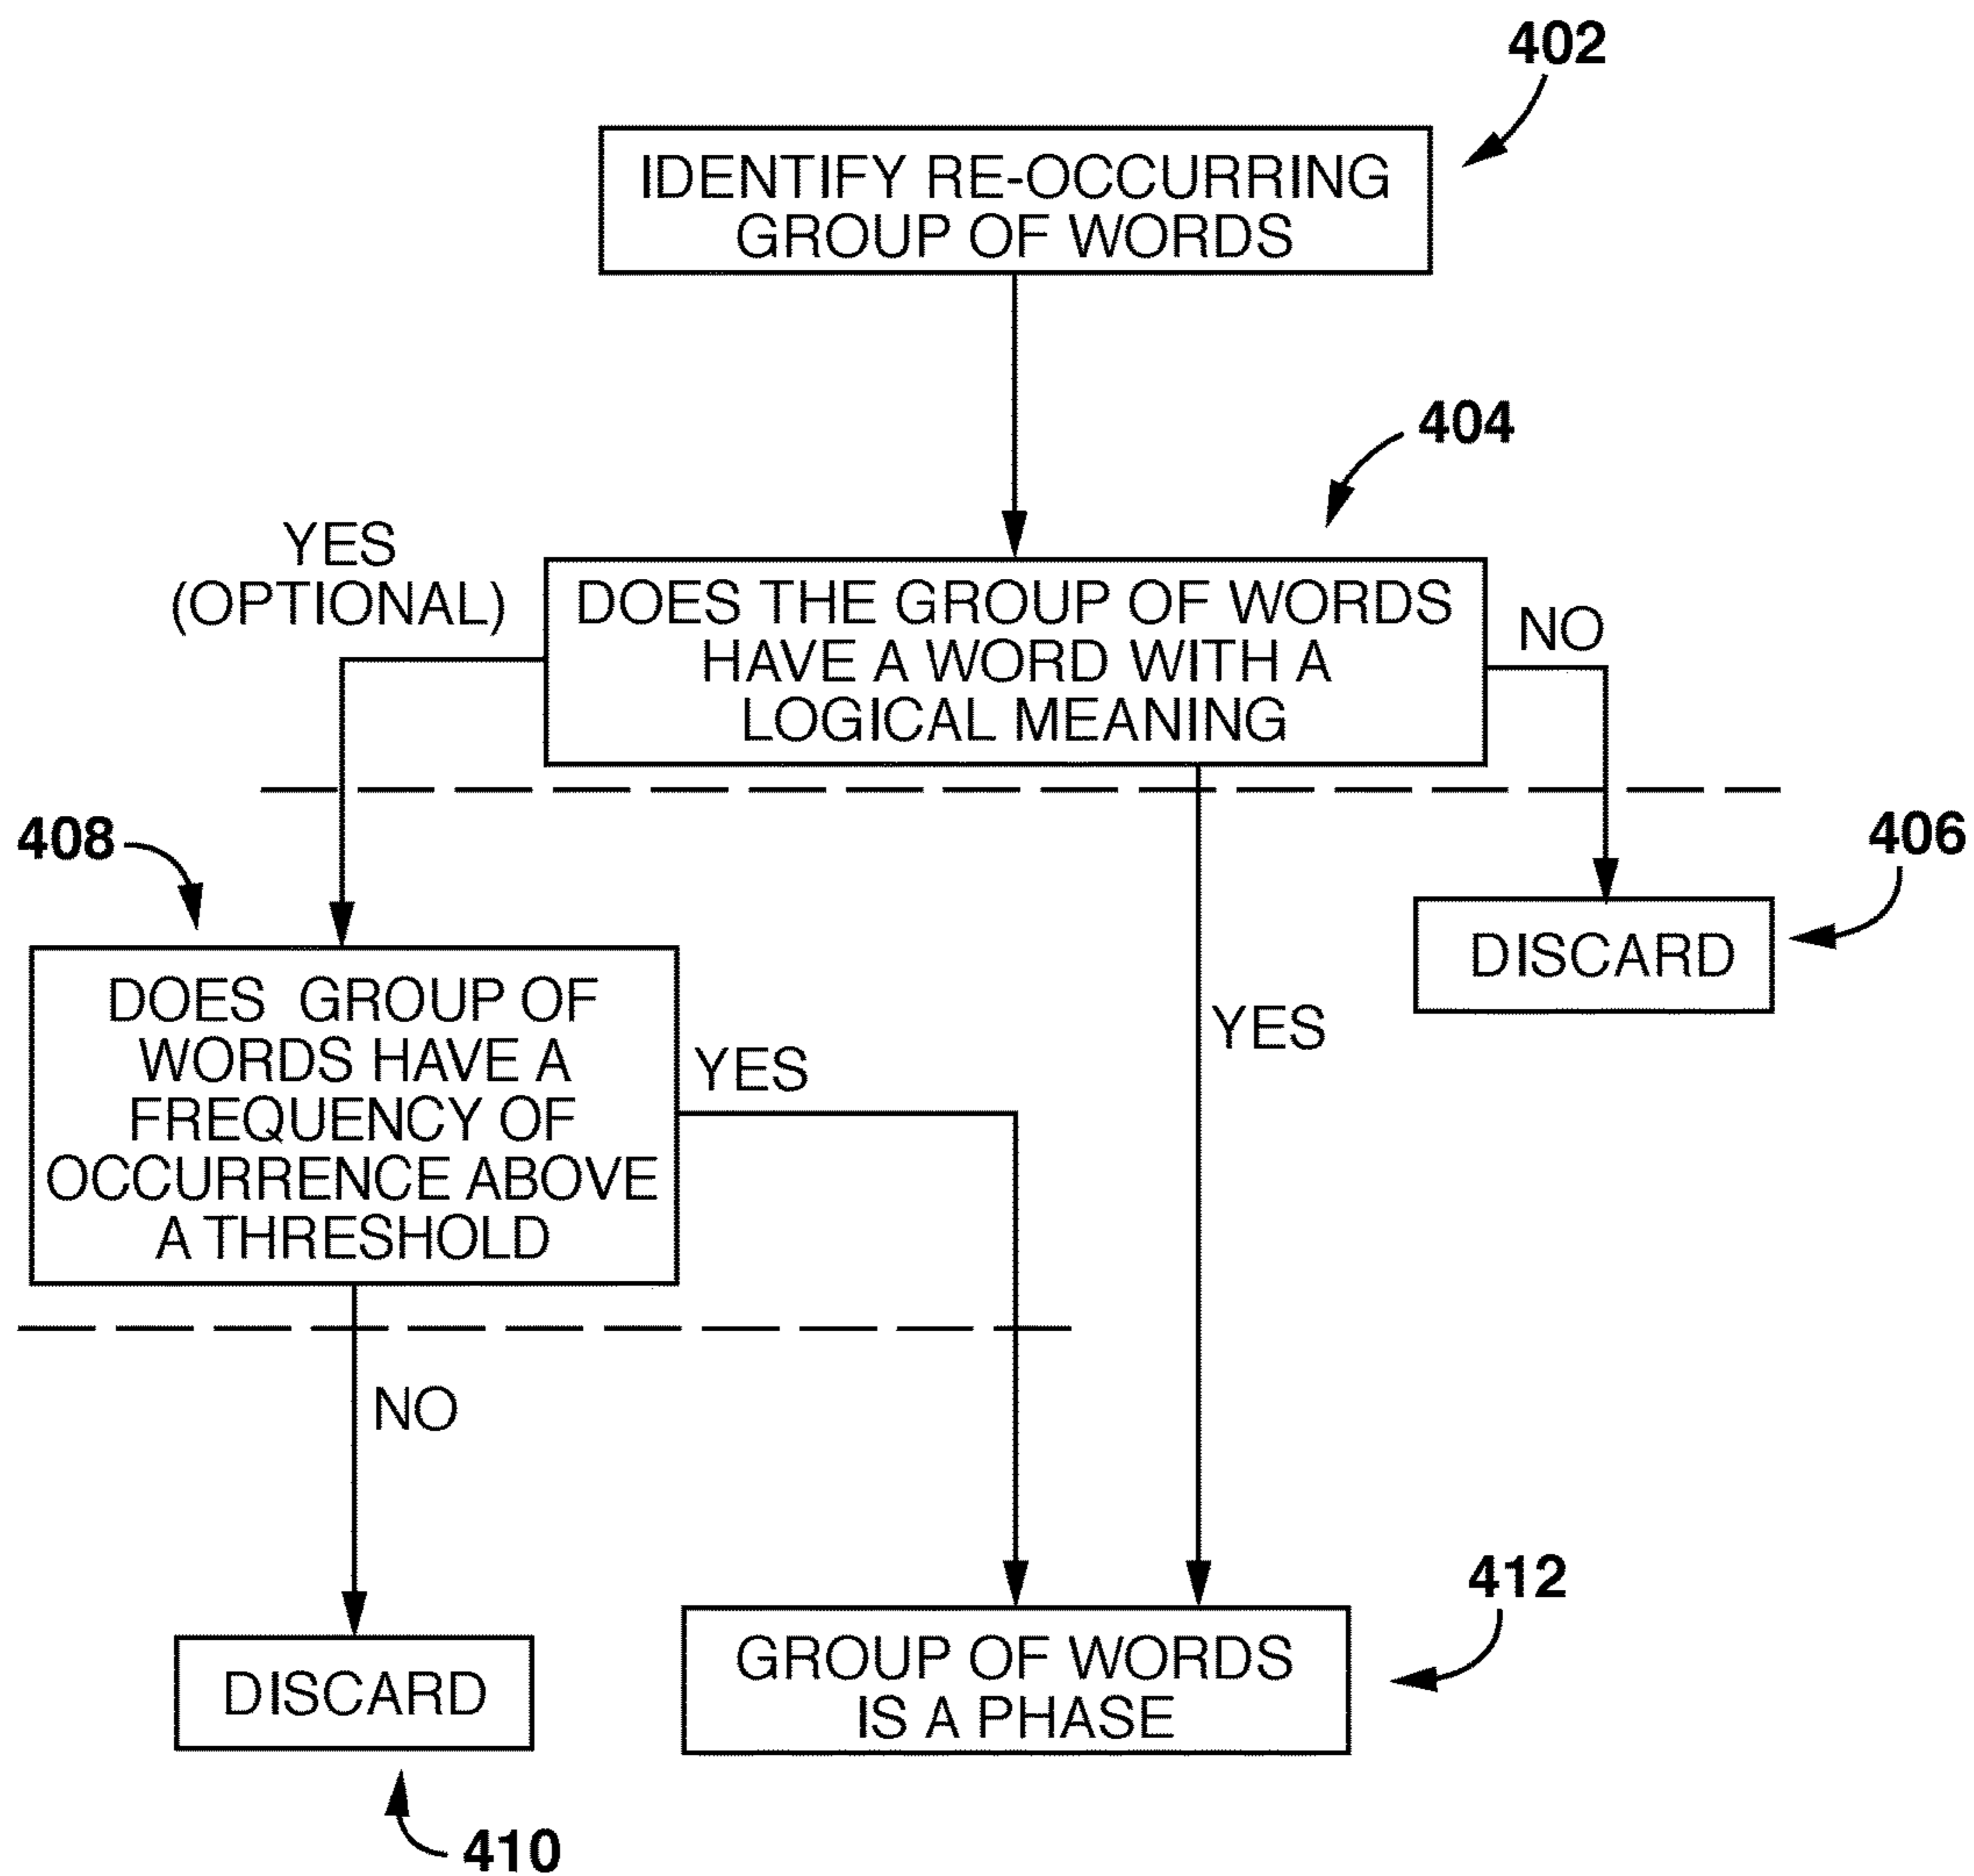 402
IDENTIFY RE-OCCURRING
GROUP OF WORDS
404
YES
(OPTIONAL)
DOES THE GROUP OF WORDS
HAVE A WORD WITH A
LOGICAL MEANING
NO
408
406
DISCARD
DOES GROUP OF
WORDS HAVE A
FREQUENCY OF
OCCURRENCE ABOVE
A THRESHOLD
YES
YES
NO
412
DISCARD
GROUP OF WORDS
IS A PHASE
410